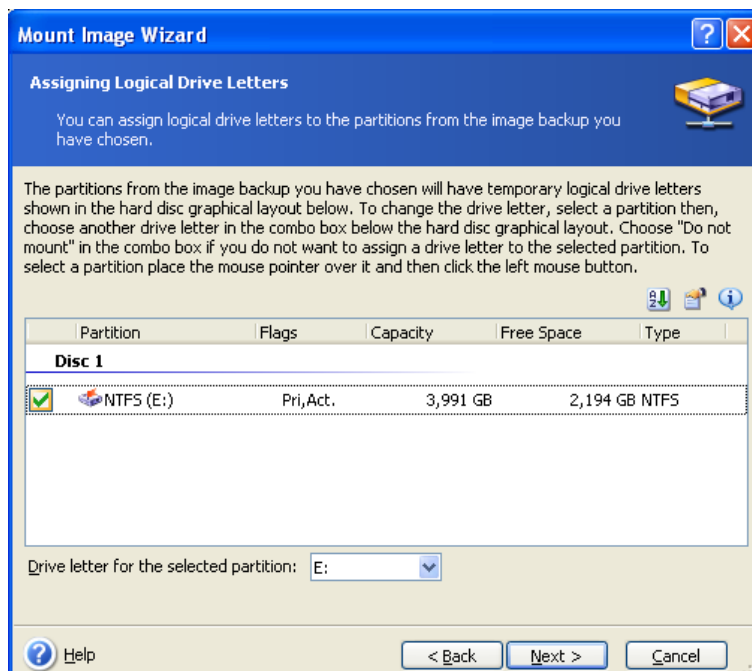 Mount Image Wizard
Assigning Logical Drive Letters
You can assign logical drive letters to the partitions from the image backup you
have chosen.
The partitions from the image backup you have chosen will have temporary logical drive letters
shown in the hard disc graphical layout below. To change the drive letter, select a partition then,
choose another drive letter in the combo box below the hard disc graphical layout. Choose "Do not
mount" in the combo box if you do not want to assign a drive letter to the selected partition. To
select a partition place the mouse pointer over it and then click the left mouse button.
Partition Flags Capacity Free Space Type
Disc 1
NTFS (E:) Pri,Act. 3,991 GB 2,194 GB NTFS
Drive letter for the selected partition: E:
Help < Back Next > Cancel